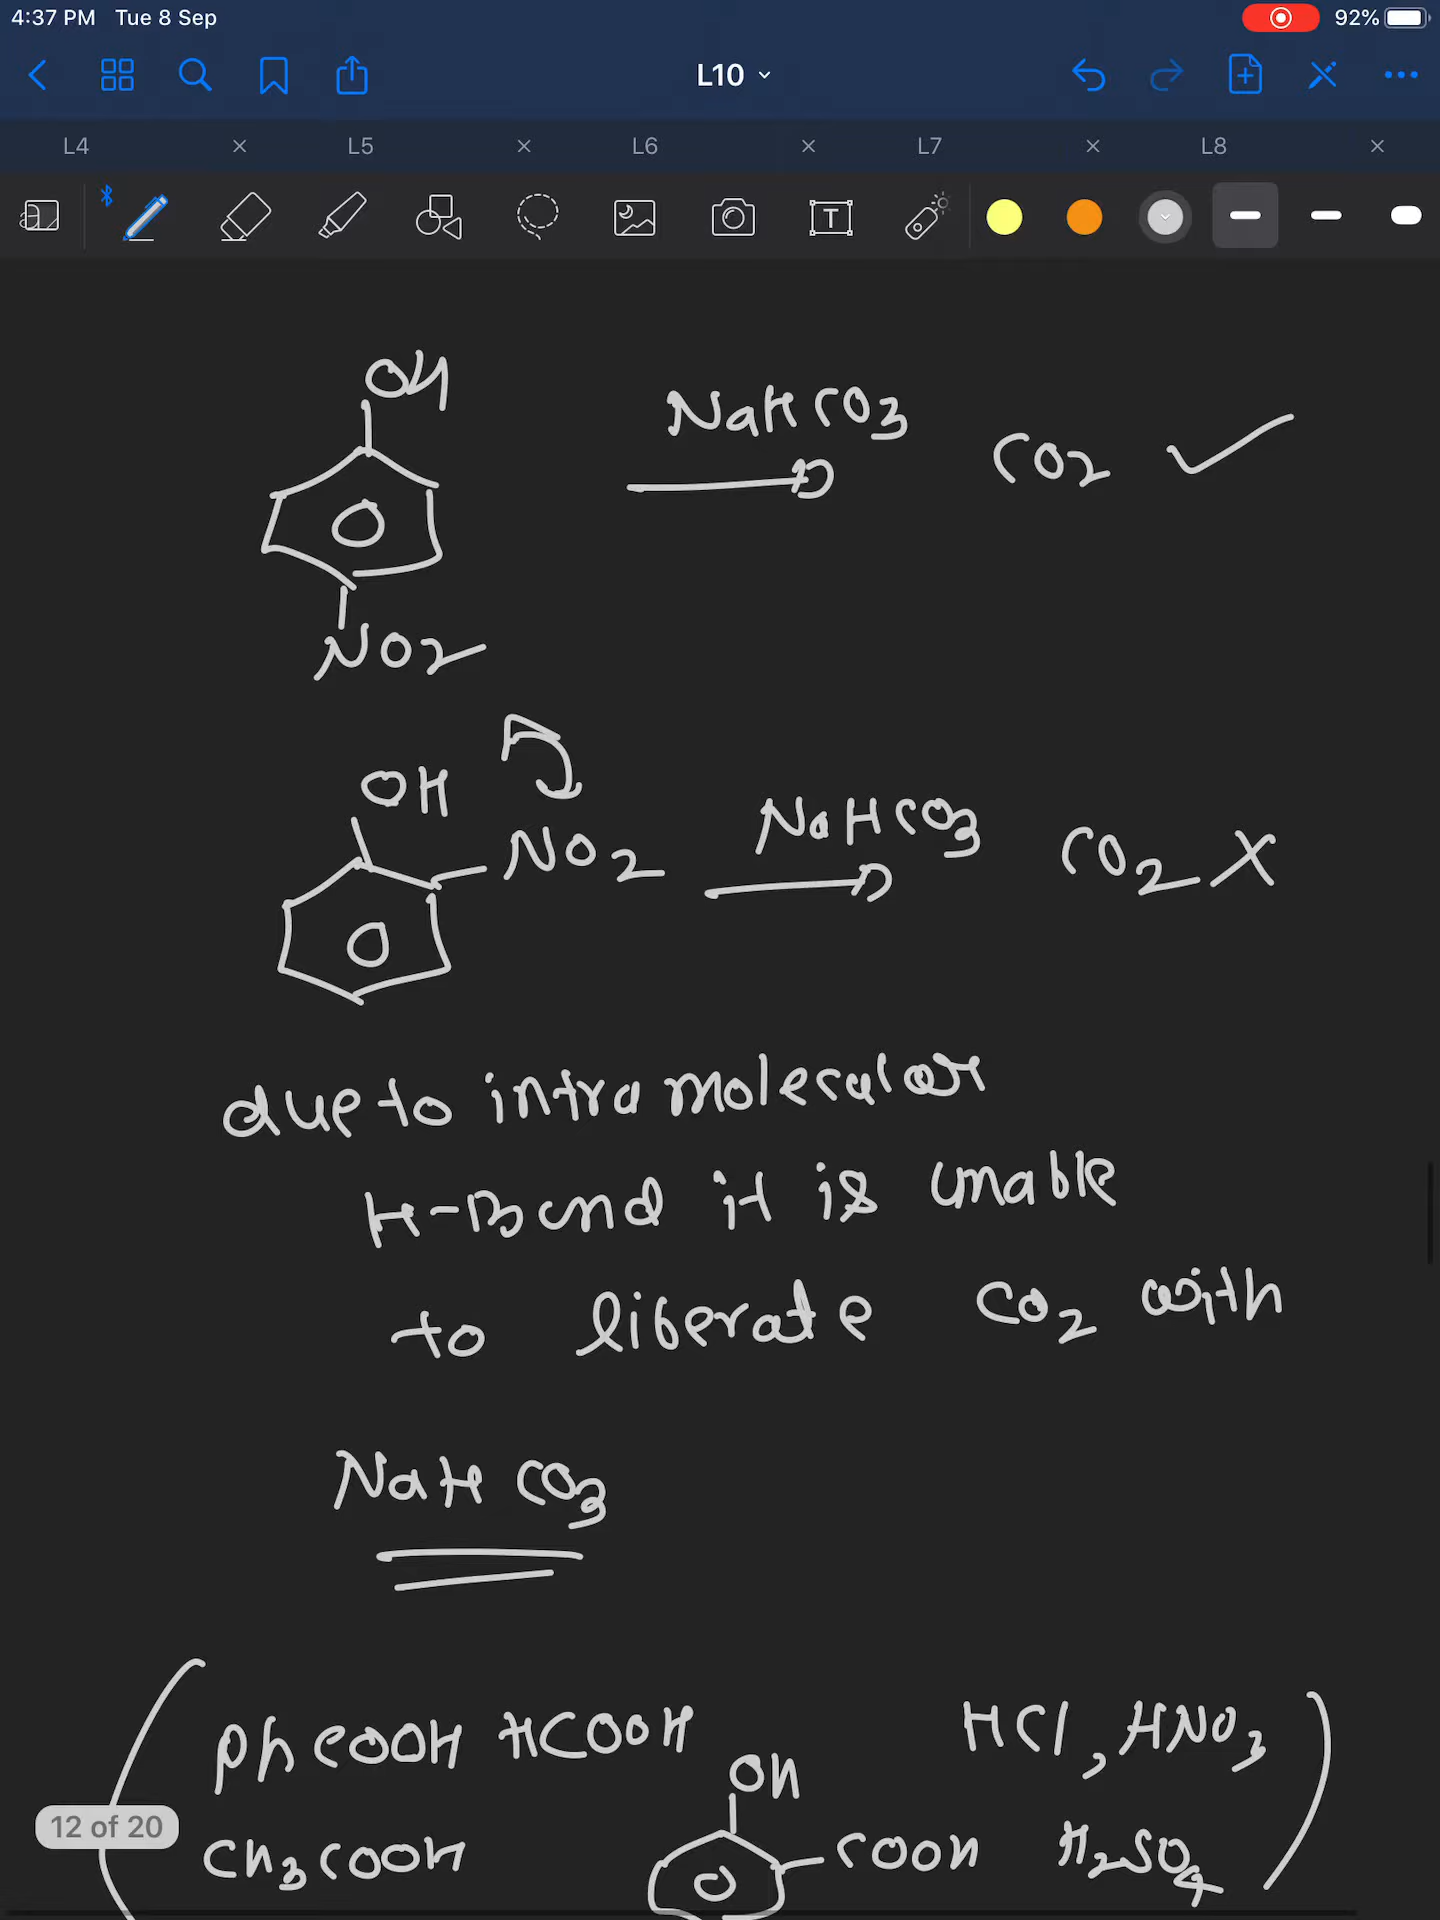 4:37 PM Tue 8 Sep 92%
L10
L4 L5 L6 L7 L8
T
OH
NaHCO3
CO2
NO2
OH
NO2
NaHCO3
CO2 X
due to intra molecular
H-Bond it is unable
to liberate CO2 with
NaHCO3
PhCOOH HCOOH HCl, HNO3
OH
12 of 20
CH3COOH COOH H2SO4